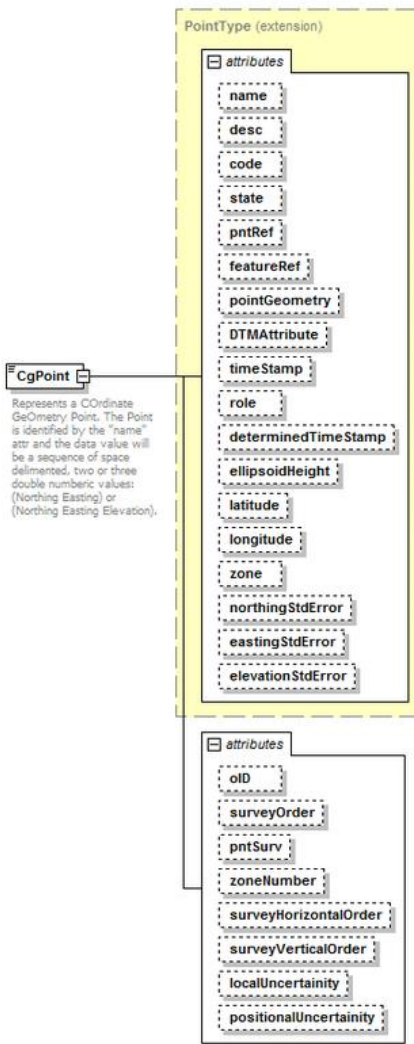 PointType (extension)
attributes
name
desc
code
state
pntRef
featureRef
pointGeometry
DTMAttribute
timeStamp
role
determinedTimeStamp
ellipsoidHeight
latitude
longitude
zone
northingStdError
eastingStdError
elevationStdError
CgPoint
Represents a COrdinate
GeOmetry Point. The Point
is identified by the "name"
attr and the data value will
be a sequence of space
delimented, two or three
double numberic values:
(Northing Easting) or
(Northing Easting Elevation).
attributes
oID
surveyOrder
pntSurv
zoneNumber
surveyHorizontalOrder
surveyVerticalOrder
localUncertainity
positionalUncertainity